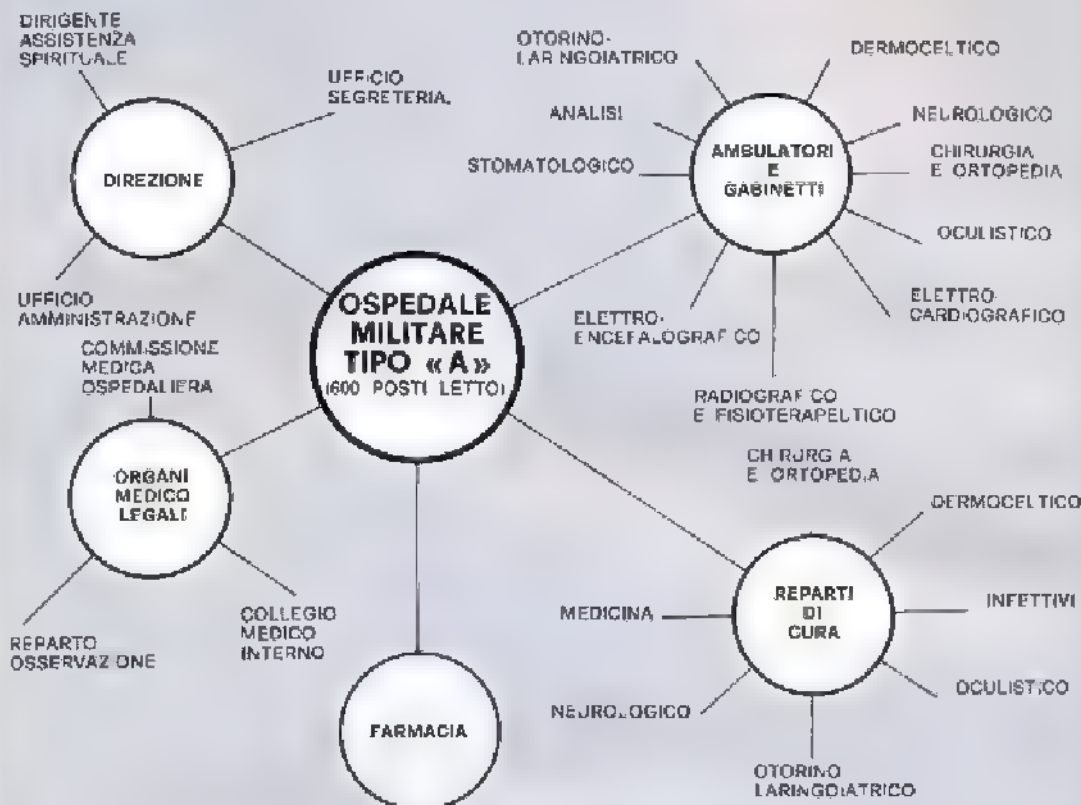 DIRIGENTE
ASSISTENZA
SPIRITUALE
UFFICIO
SEGRETERIA.
DIREZIONE
UFFICIO
AMMINISTRAZIONE
OTORINO-
LARINGOIATRICO
DERMOCELTICO
ANALISI
NEUROLOGICO
STOMATOLOGICO
AMBULATORI
E
GABINETTI
CHIRURGIA
E ORTOPEDIA
OCULISTICO
ELETTRO-
ENCEFALOGRAFICO
ELETTRO-
CARDIOGRAFICO
RADIOGRAFICO
E FISIOTERAPEUTICO
OSPEDALE
MILITARE
TIPO «A»
(600 POSTI LETTO)
COMMISSIONE
MEDICA
OSPEDALIERA
ORGANI
MEDICO
LEGALI
REPARTO
OSSERVAZIONE
COLLEGIO
MEDICO
INTERNO
FARMACIA
CHIRURGIA
E ORTOPEDIA
DERMOCELTICO
MEDICINA
REPARTI
DI
CURA
INFETTIVI
NEUROLOGICO
OCULISTICO
OTORINO
LARINGOIATRICO